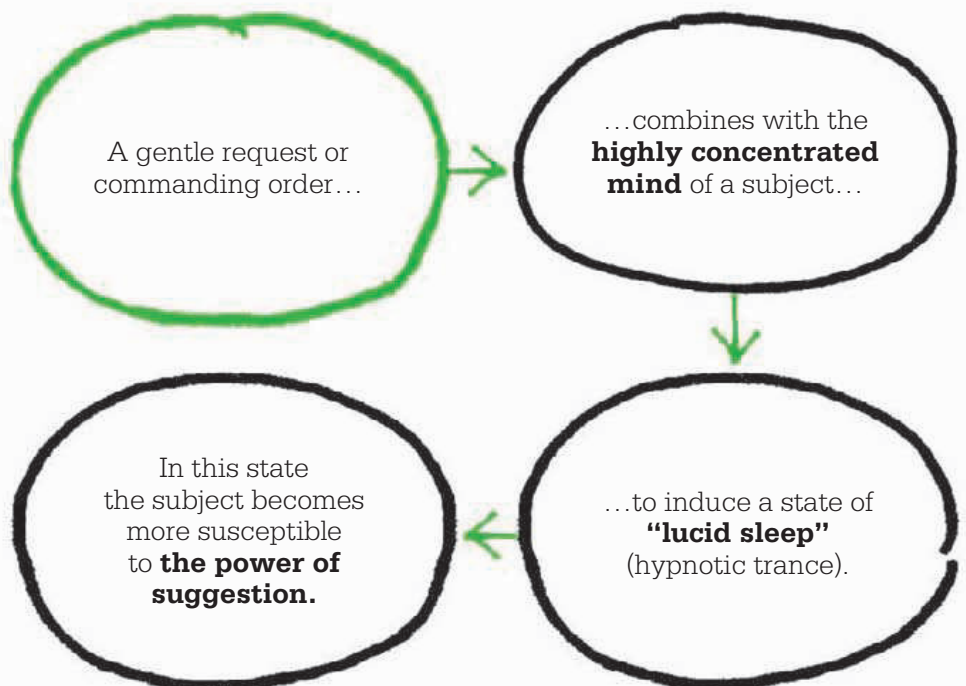 A gentle request or
commanding order…
…combines with the
highly concentrated
mind of a subject…
…to induce a state of
“lucid sleep”
(hypnotic trance).
In this state
the subject becomes
more susceptible
to the power of
suggestion.